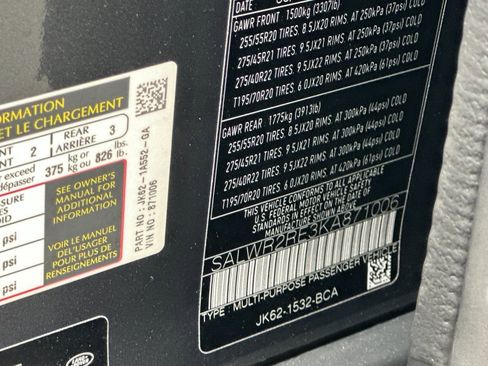 ORMATION
ET LE CHARGEMENT
2 REAR ARRIÈRE 3
exceed
dépasser 375 kg or ou 826 lbs.
SEE OWNER'S
MANUAL FOR
ADDITIONAL
INFORMATION
VOIR LE MANUEL
DE L'USAGER
POUR PLUS DE
RENSEIGNEMENTS
psi
psi
psi
PART NO : JK62-1A552-GA
VIN NO : 871006
DATE
GAWR FRONT 1500kg (3307lb)
255/55R20 TIRES. 8 5JX20 RIMS. AT 250kPa (37psi) COLD
275/45R21 TIRES. 9 5JX21 RIMS. AT 250kPa (37psi) COLD
275/40R22 TIRES. 9 5JX22 RIMS. AT 250kPa (37psi) COLD
T195/70R20 TIRES 6 0JX20 RIMS AT 420kPa (61psi) COLD
GAWR REAR 1775kg (3913lb)
255/55R20 TIRES. 8 5JX20 RIMS. AT 300kPa (44psi) COLD
275/45R21 TIRES. 9 5JX21 RIMS. AT 300kPa (44psi) COLD
275/40R22 TIRES. 9 5JX22 RIMS. AT 300kPa (44psi) COLD
T195/70R20 TIRES 6 0JX20 RIMS AT 420kPa (61psi) COLD
THIS VEHICLE CONFORMS TO ALL APPLICABLE
FEDERAL MOTOR VEHICLE SAFETY
STANDARDS IN EFFECT ON THE DATE OF
MANUFACTURE SHOWN ABOVE.
SALWR2RE3KA871006
TYPE : MULTI-PURPOSE PASSENGER VEHICLE
JK62-1532-BCA
LAND ROVER